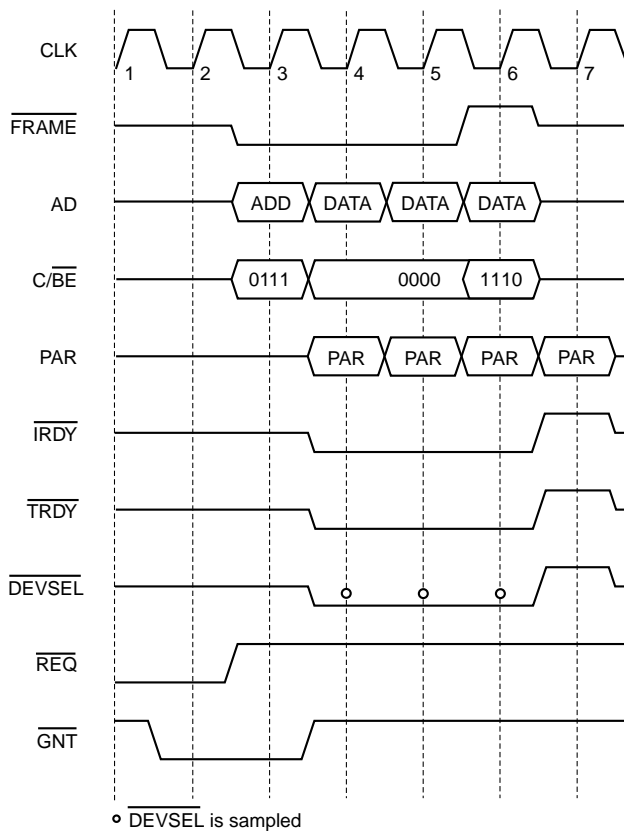 CLK
1 2 3 4 5 6 7
FRAME
AD ADD DATA DATA DATA
C/BE 0111 0000 1110
PAR PAR PAR PAR PAR
IRDY
TRDY
DEVSEL
REQ
GNT
DEVSEL is sampled